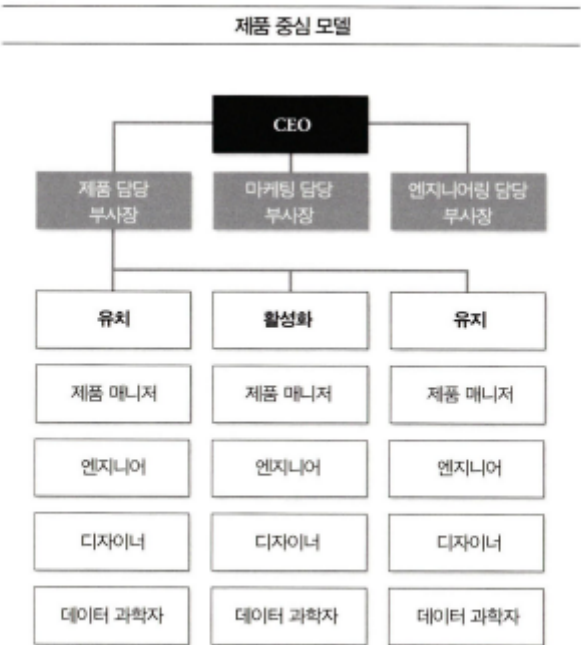 제품 중심 모델
CEO
제품 담당
부사장
마케팅 담당
부사장
엔지니어링 담당
부사장
유치
활성화
유지
제품 매니저
제품 매니저
제품 매니저
엔지니어
엔지니어
엔지니어
디자이너
디자이너
디자이너
데이터 과학자
데이터 과학자
데이터 과학자